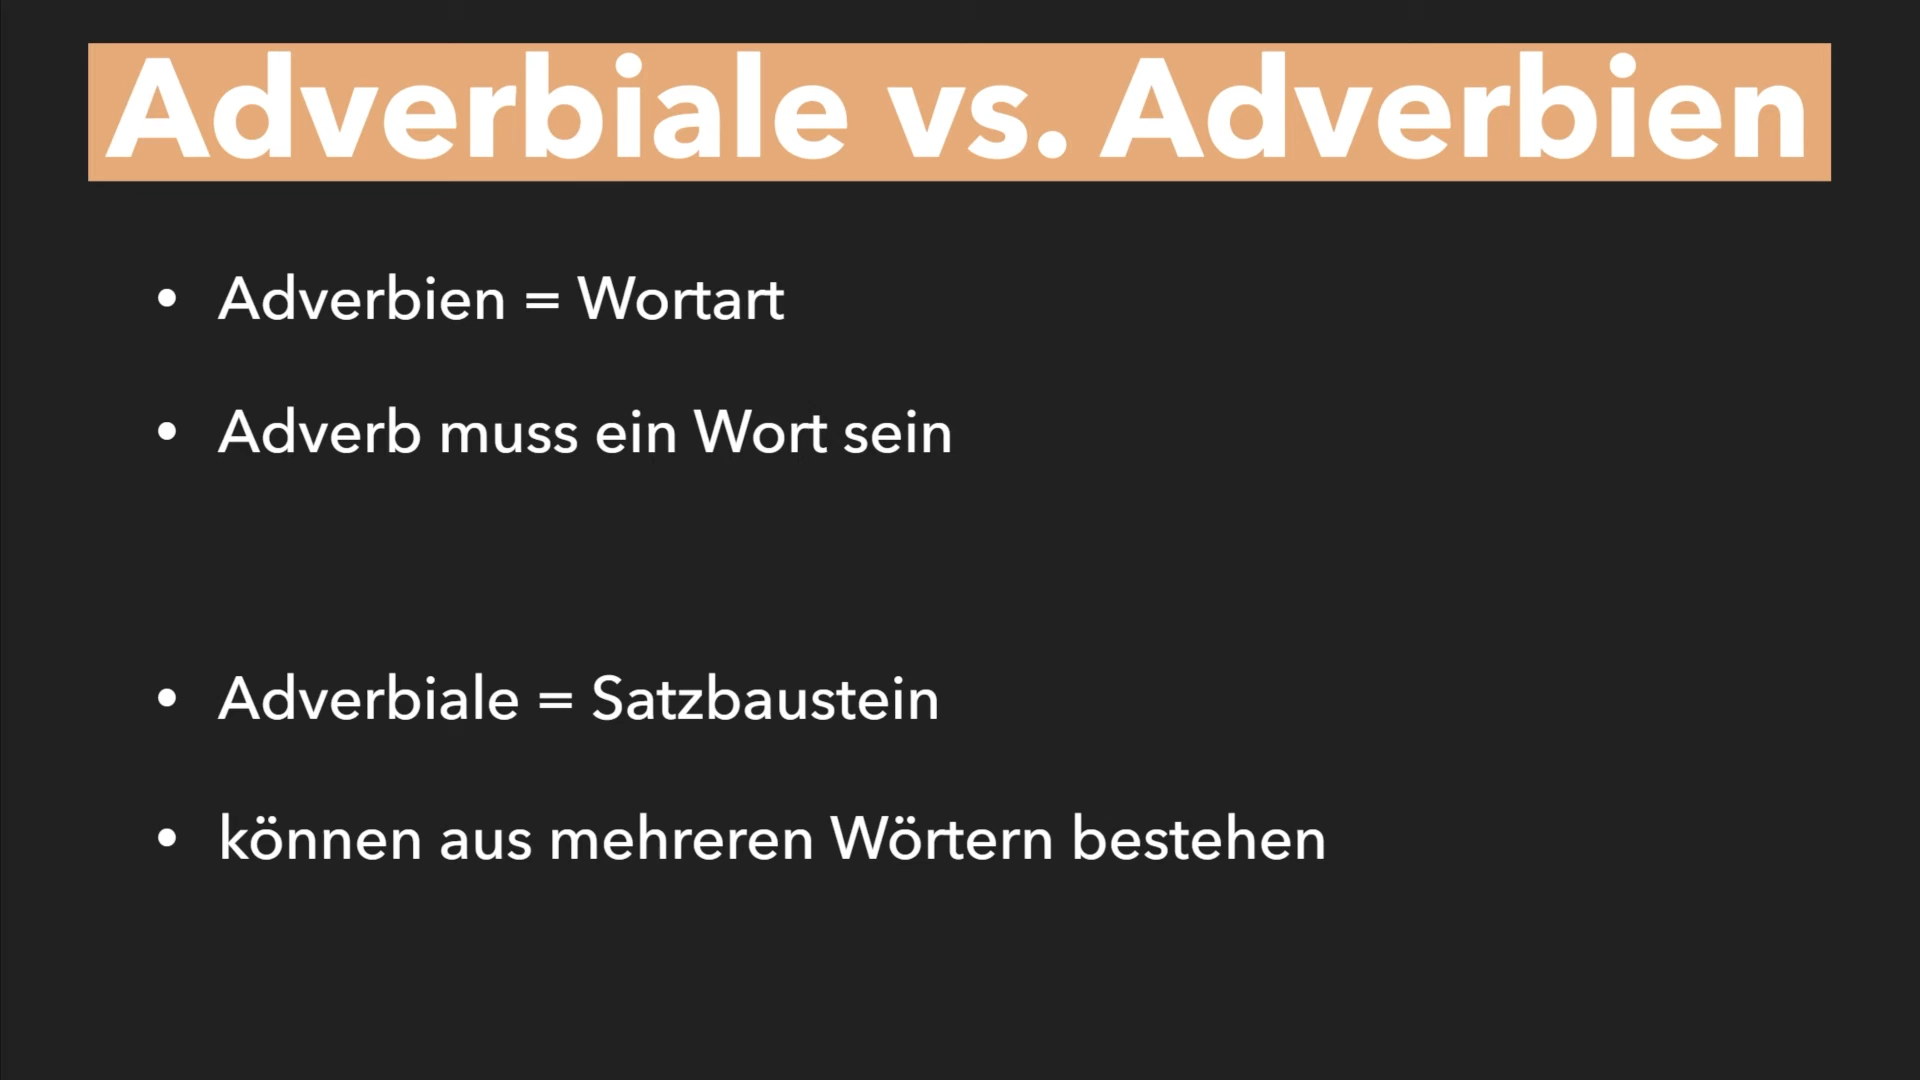 Adverbiale vs. Adverbien
• Adverbien = Wortart
• Adverb muss ein Wort sein
• Adverbiale = Satzbaustein
• können aus mehreren Wörtern bestehen